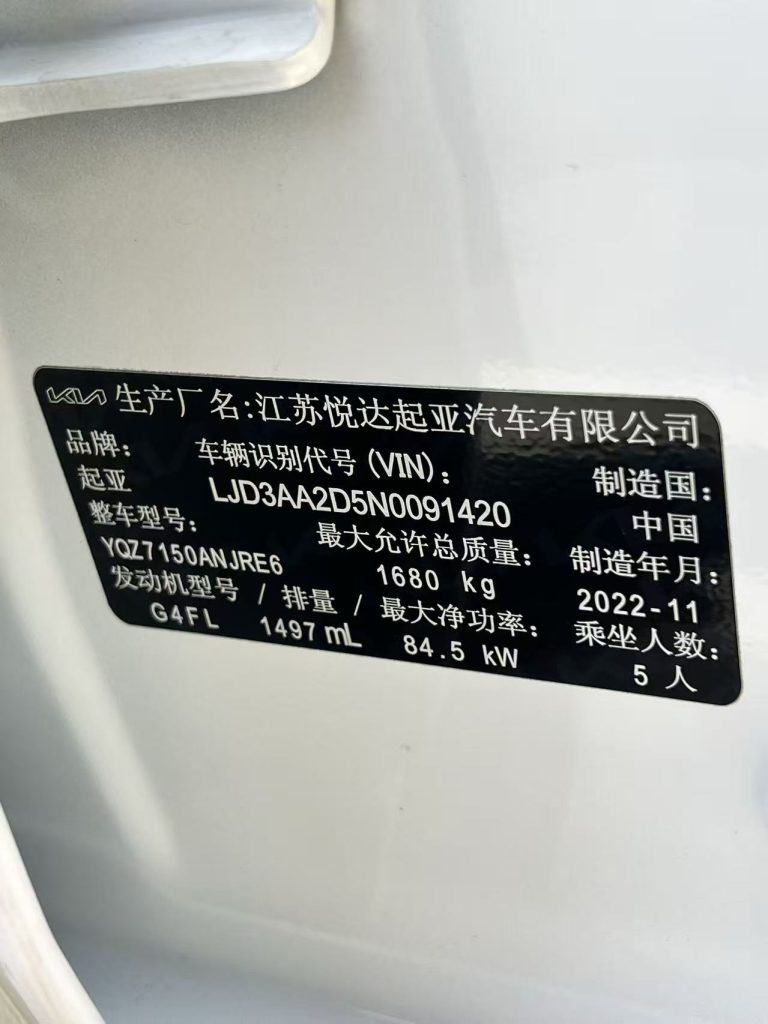 KIA 生产厂名:江苏悦达起亚汽车有限公司
品牌: 车辆识别代号(VIN): 制造国:
起亚 LJD3AA2D5N0091420 中国
整车型号: 最大允许总质量: 制造年月:
YQZ7150ANJRE6 1680 kg 2022-11
发动机型号 / 排量 / 最大净功率: 乘坐人数:
G4FL 1497 mL 84.5 kW 5 人